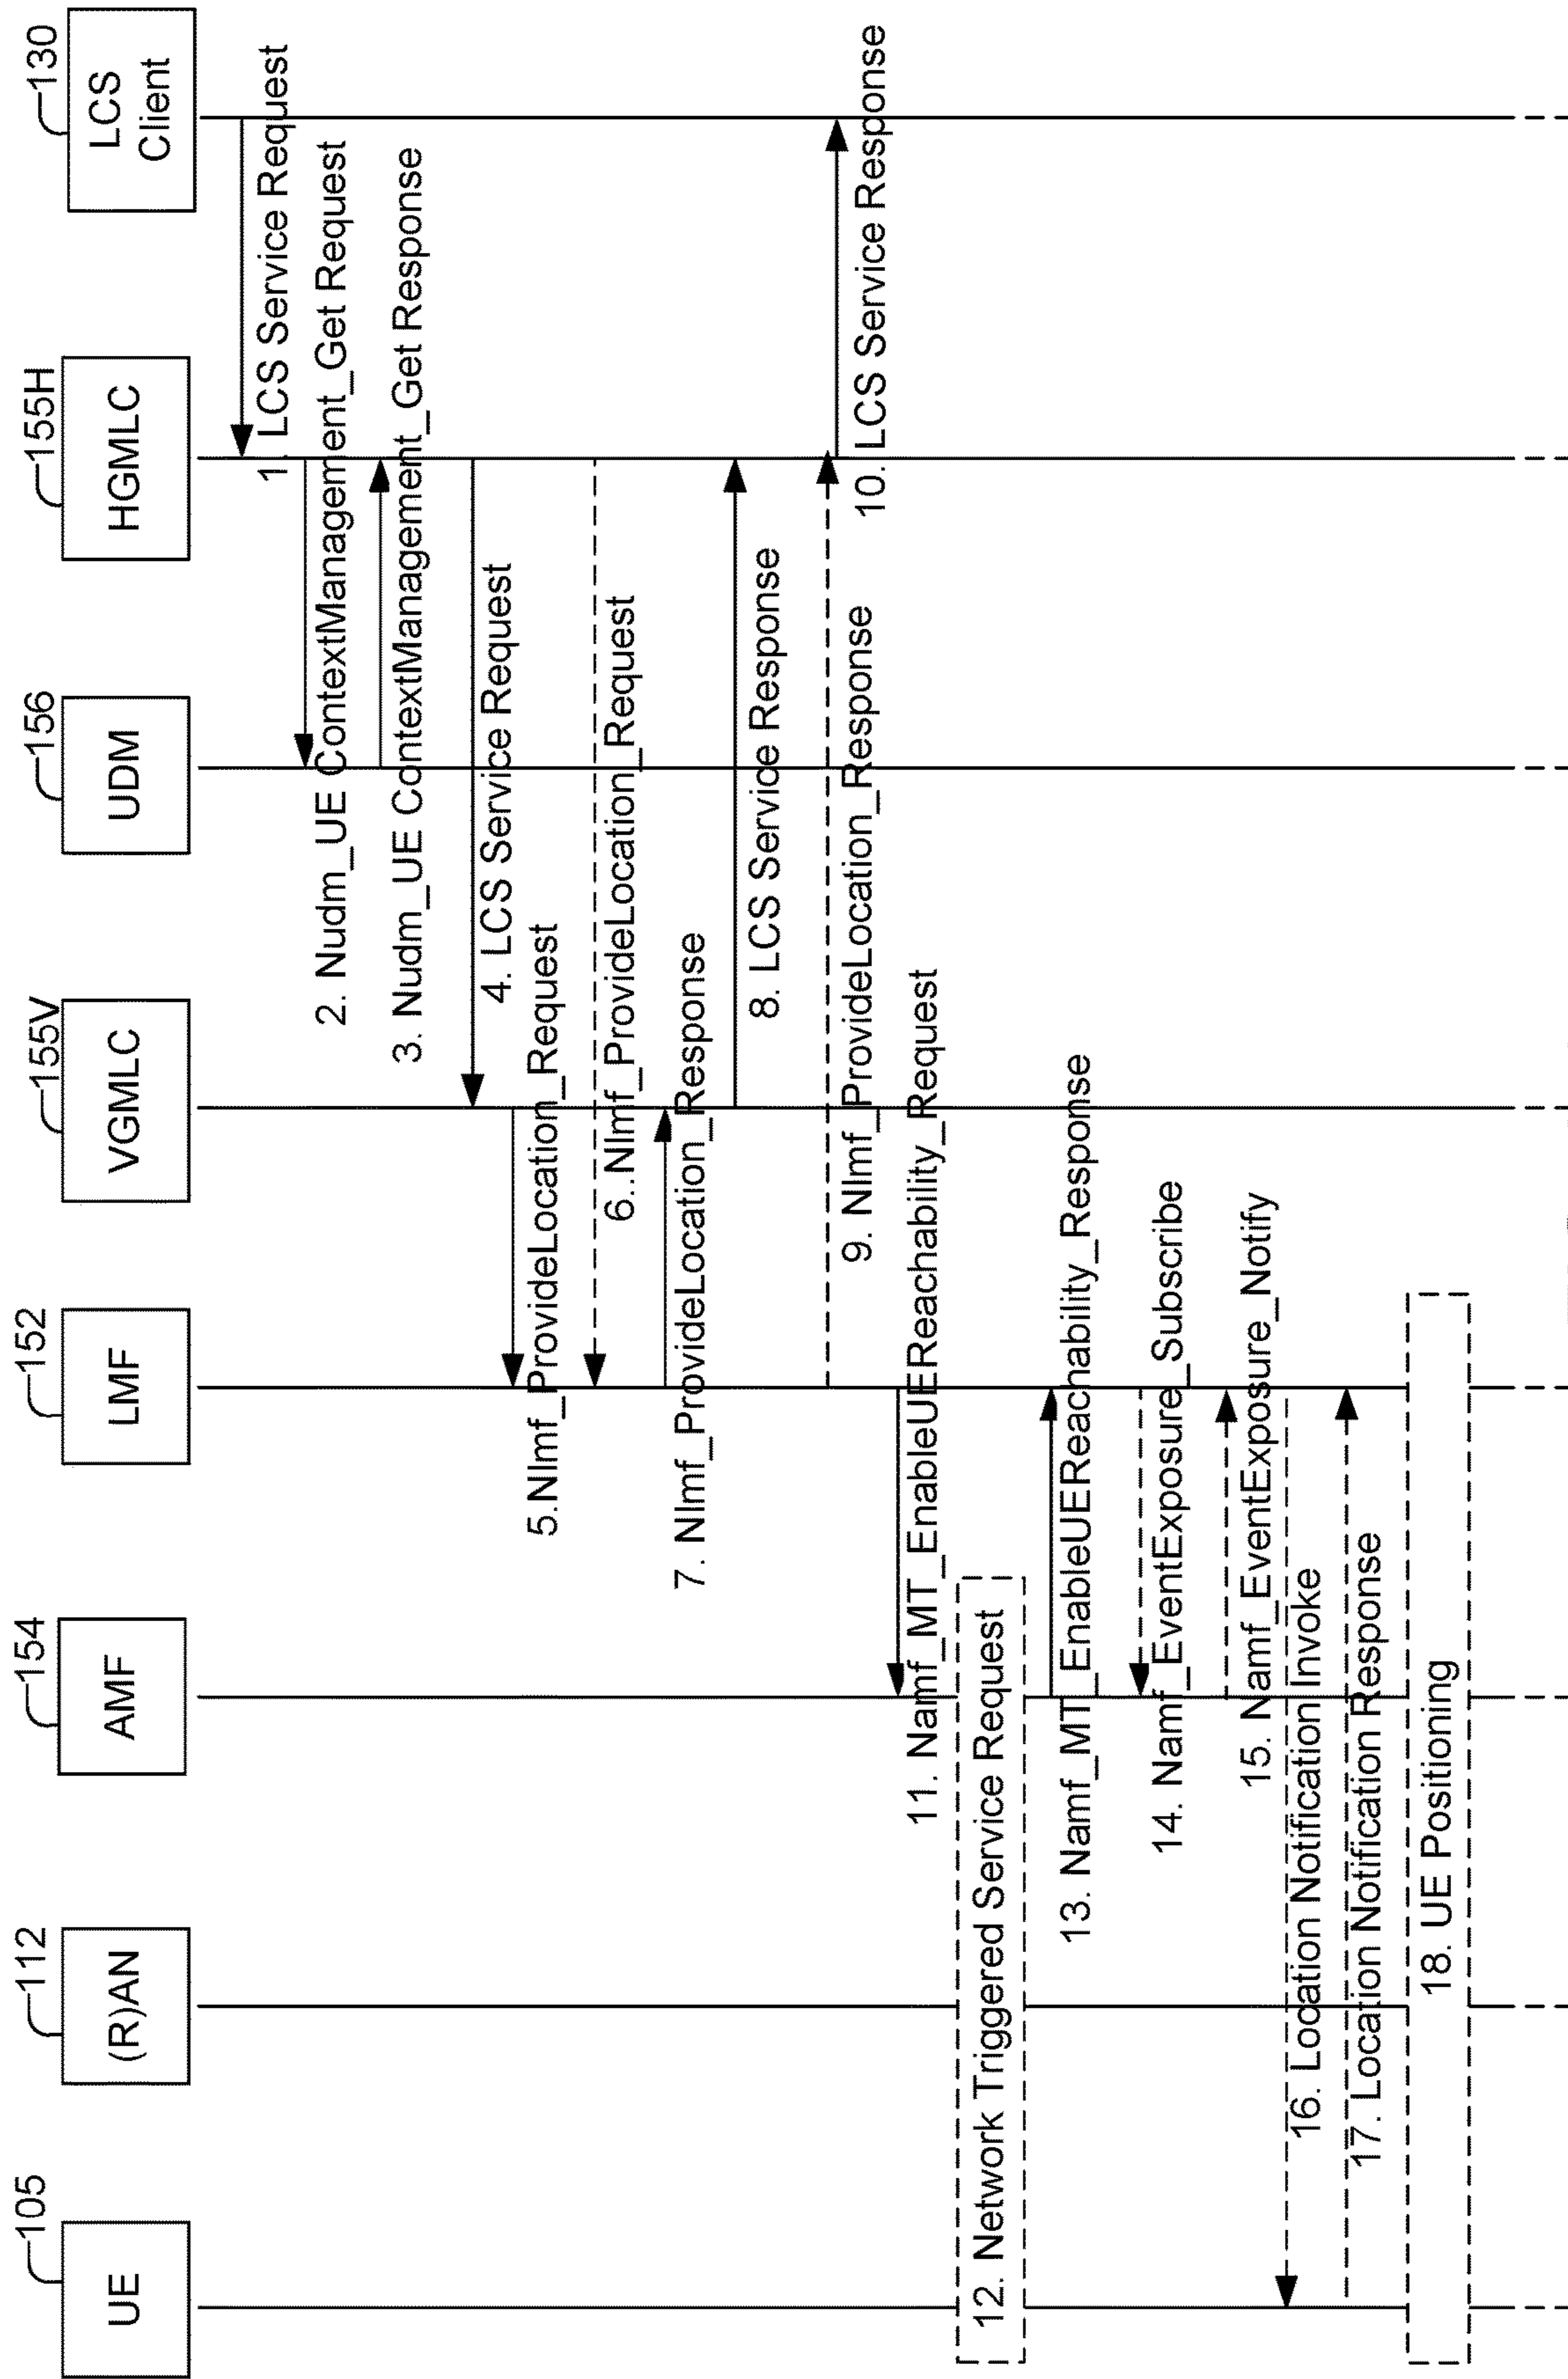 105
112
154
152
155V
156
155H
130
UE
(R)AN
AMF
LMF
VGMLC
UDM
HGMLC
LCS
Client
1. LCS Service Request
2. Nudm_UE ContextManagement_Get Request
3. Nudm_UE ContextManagement_Get Response
4. LCS Service Request
5.Nlmf_ProvideLocation_Request
6..Nlmf_ProvideLocation_Request
7. Nlmf_ProvideLocation_Response
8. LCS Service Response
9. Nlmf_ProvideLocation_Response
10. LCS Service Response
11. Namf_MT_EnableUEReachability_Request
12. Network Triggered Service Request
13. Namf_MT_EnableUEReachability_Response
14. Namf_EventExposure_Subscribe
15. Namf_EventExposure_Notify
16. Location Notification Invoke
17. Location Notification Response
18. UE Positioning